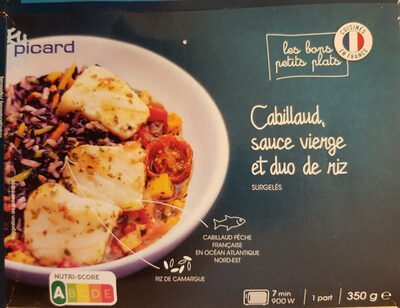 picard
les bons
petits plats
CUISINÉS
EN FRANCE
Cabillaud,
sauce vierge
et duo de riz
SURGELÉS
CABILLAUD PÊCHE
FRANÇAISE
EN OCÉAN ATLANTIQUE
NORD-EST
RIZ DE CAMARGUE
NUTRI-SCORE
A B C D E
7 min
900 W
1 part
350 g